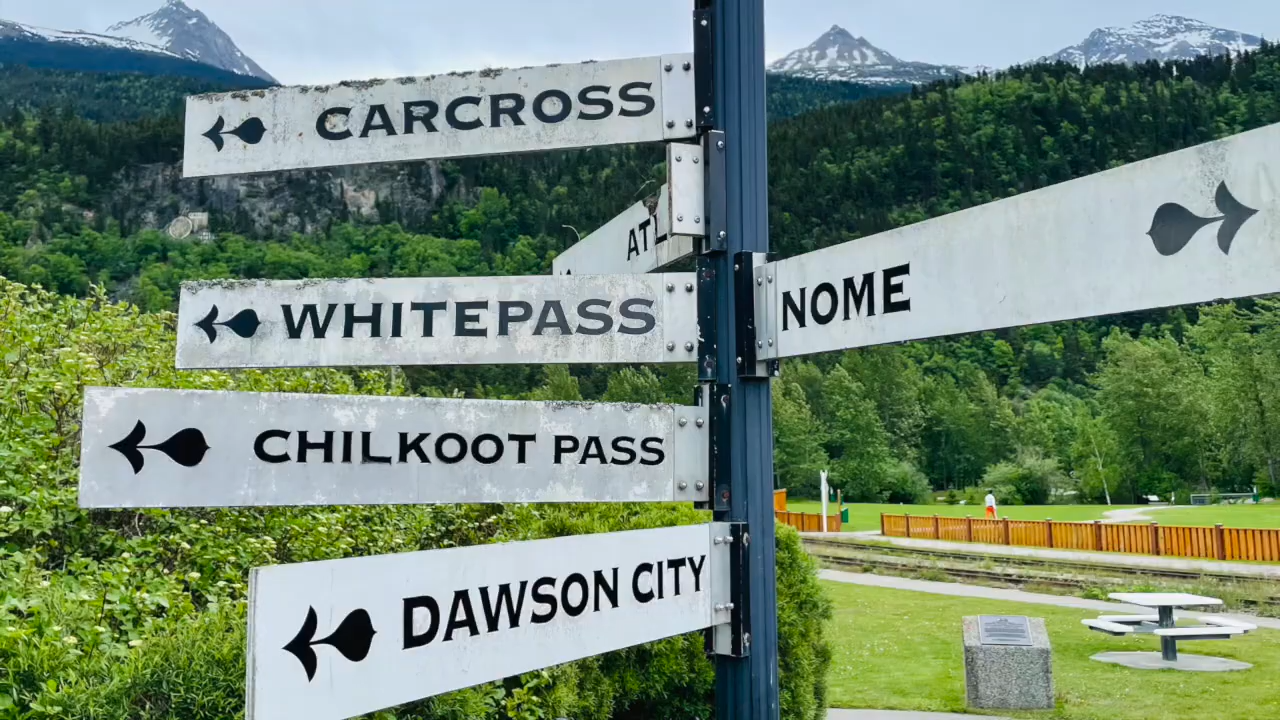 CARCROSS
WHITEPASS
NOME
CHILKOOT PASS
DAWSON CITY